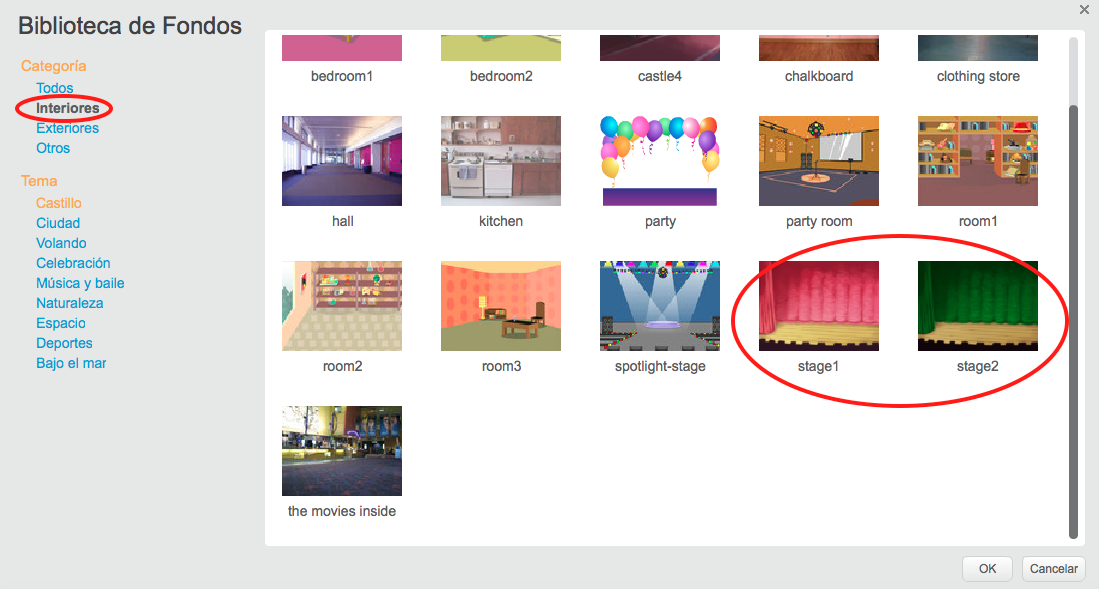 Biblioteca de Fondos
Categoría
Todos
Interiores
Exteriores
Otros
Tema
Castillo
Ciudad
Volando
Celebración
Música y baile
Naturaleza
Espacio
Deportes
Bajo el mar
bedroom1 bedroom2 castle4 chalkboard clothing store
hall kitchen party party room room1
room2 room3 spotlight-stage stage1 stage2
the movies inside
OK Cancelar